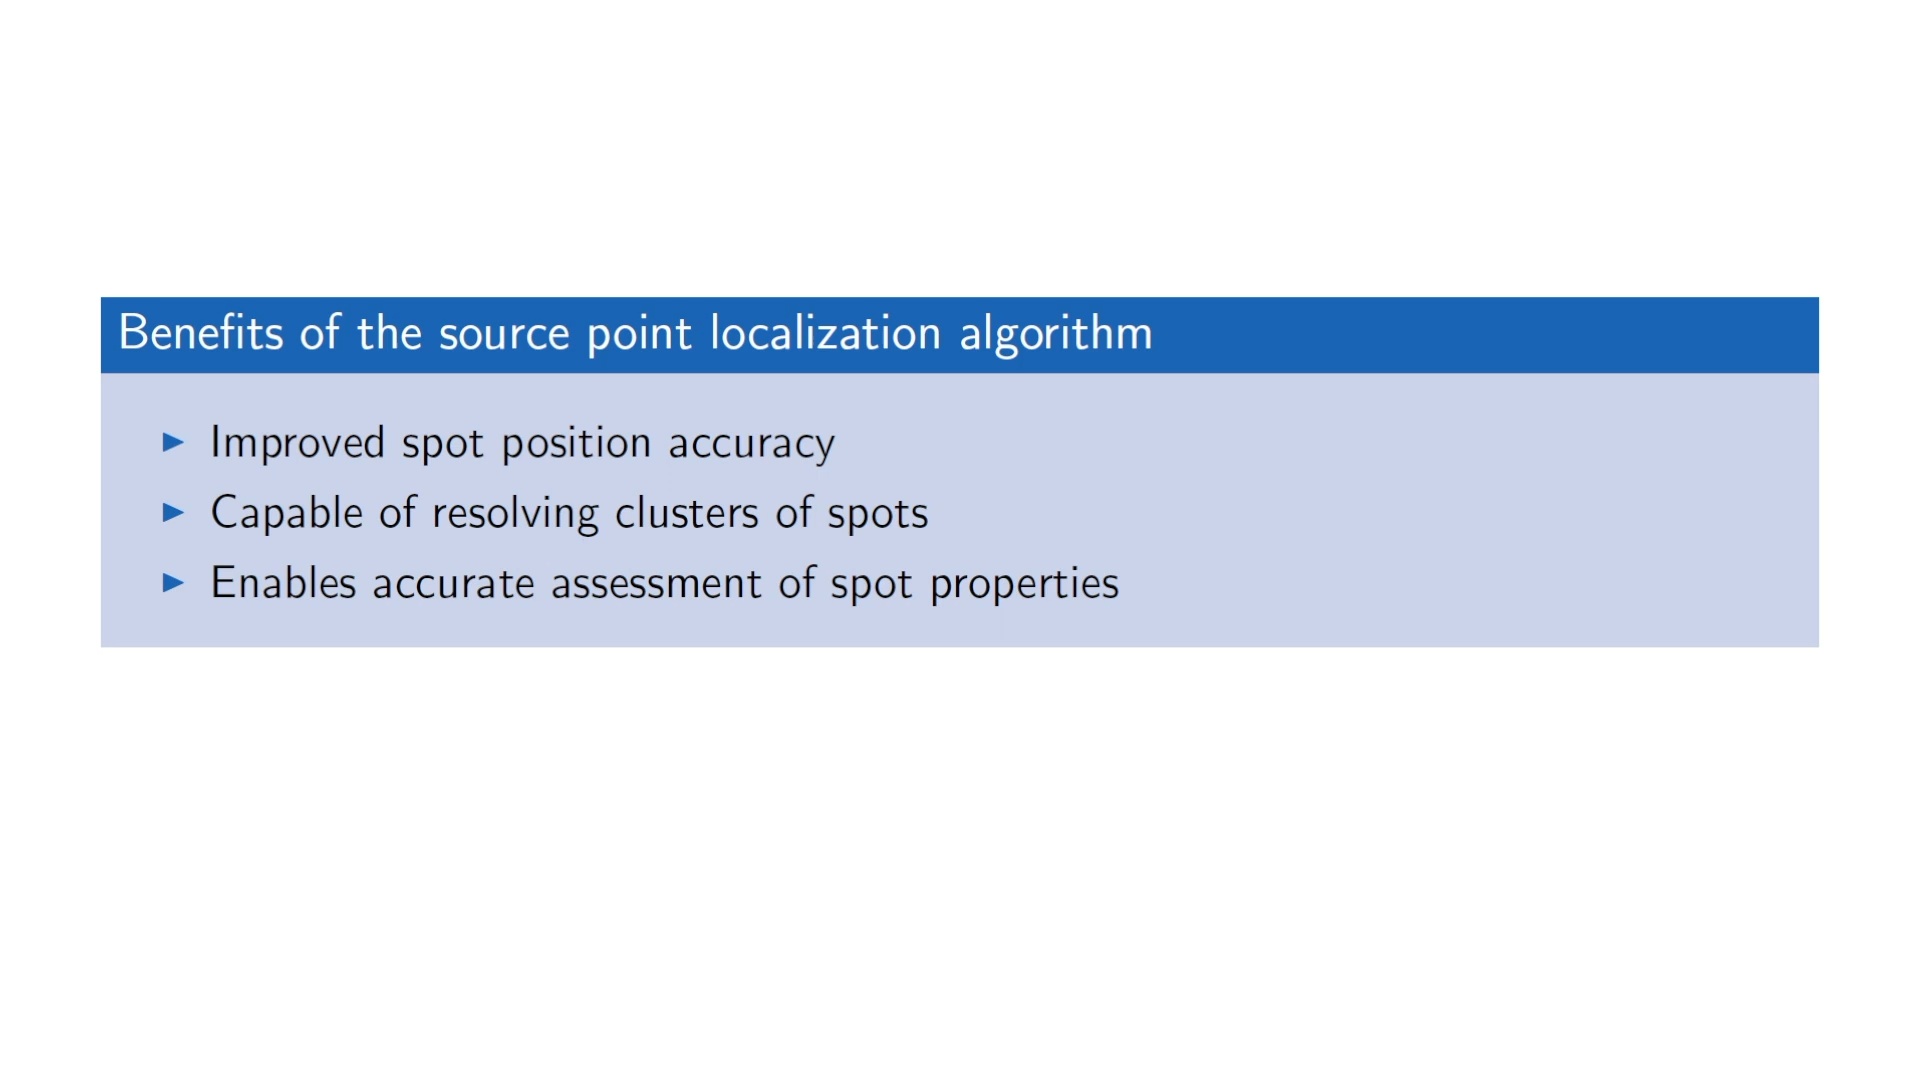 Benefits of the source point localization algorithm
Improved spot position accuracy
Capable of resolving clusters of spots
Enables accurate assessment of spot properties